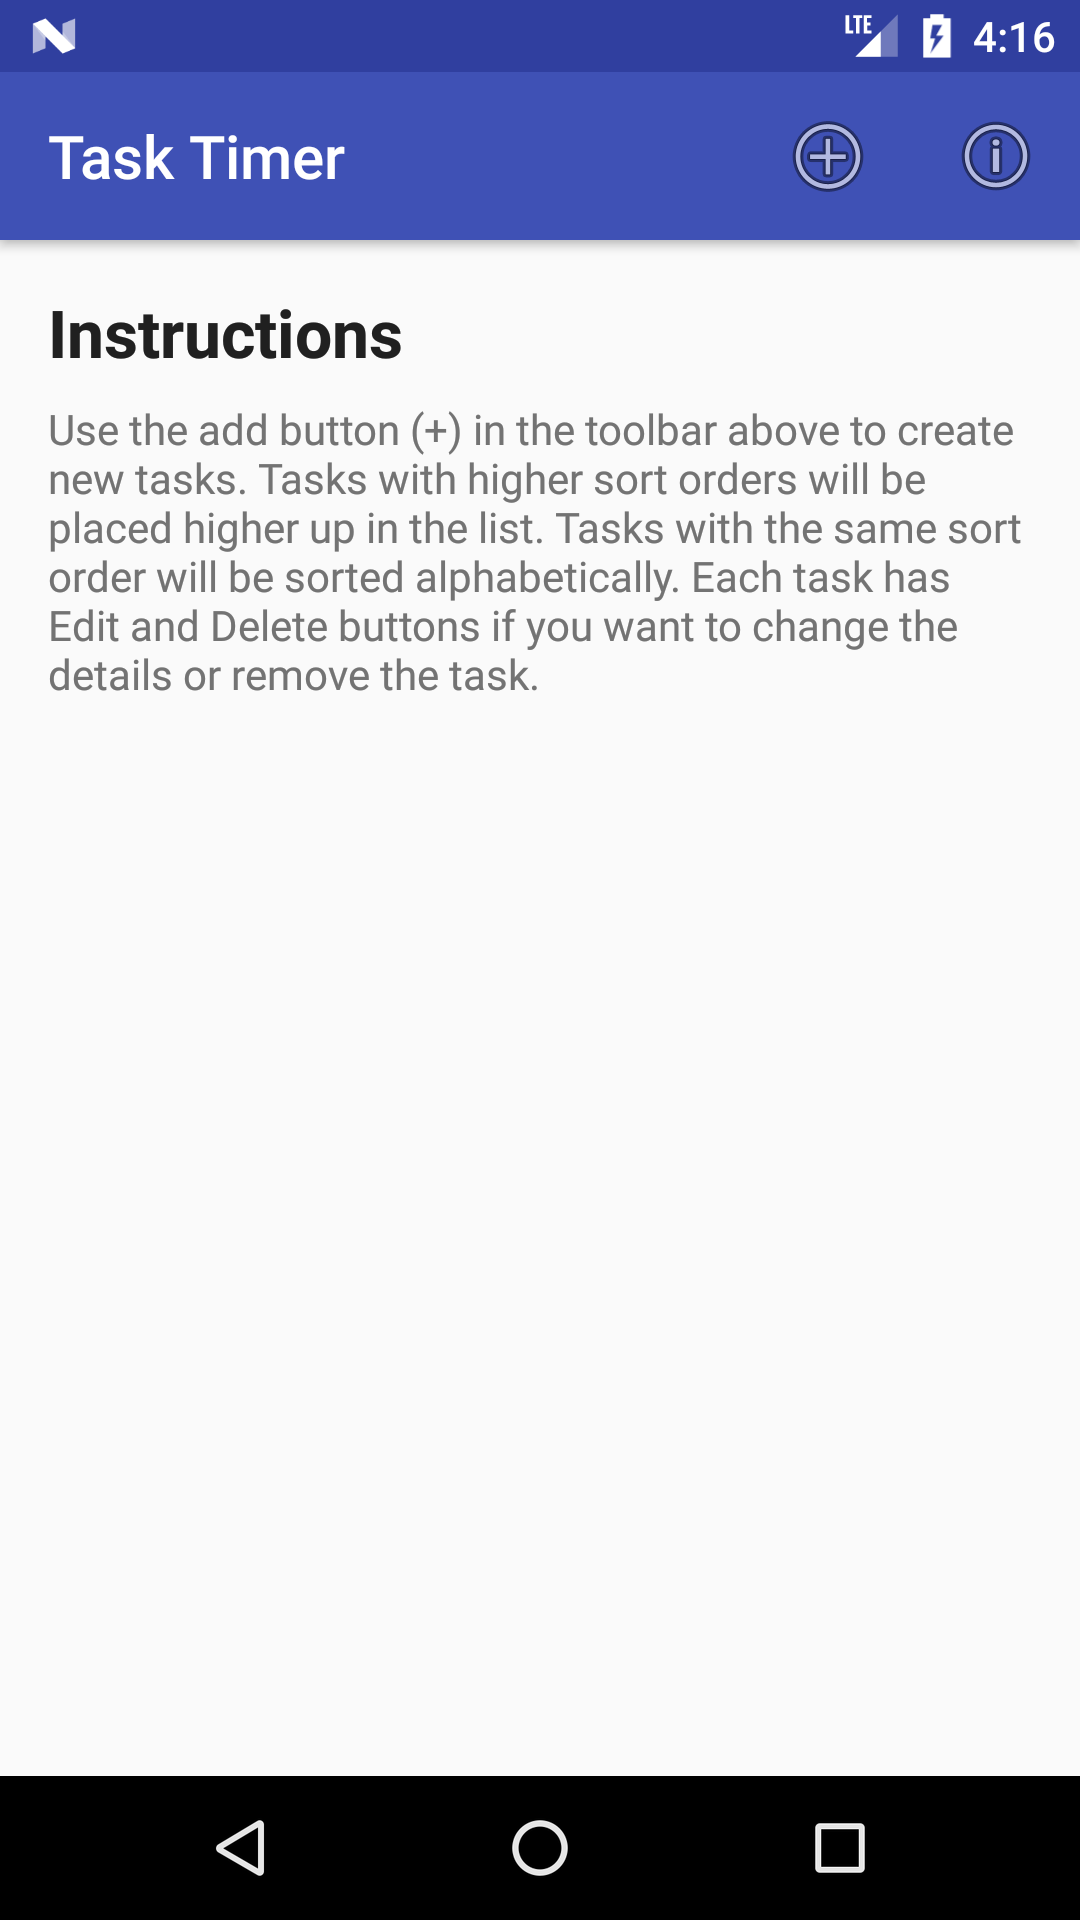 LTE 4:16
Task Timer
Instructions
Use the add button (+) in the toolbar above to create
new tasks. Tasks with higher sort orders will be
placed higher up in the list. Tasks with the same sort
order will be sorted alphabetically. Each task has
Edit and Delete buttons if you want to change the
details or remove the task.